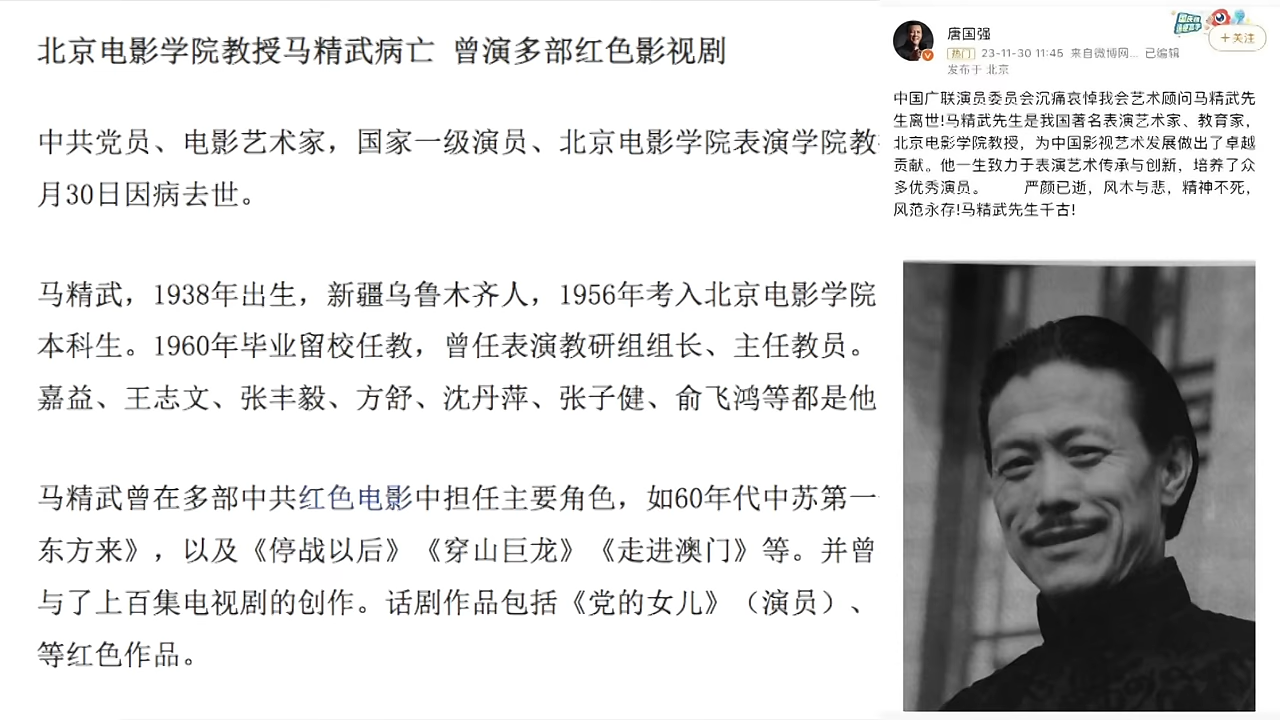 北京电影学院教授马精武病亡 曾演多部红色影视剧
中共党员、电影艺术家，国家一级演员、北京电影学院表演学院教
月30日因病去世。
马精武，1938年出生，新疆乌鲁木齐人，1956年考入北京电影学院
本科生。1960年毕业留校任教，曾任表演教研组组长、主任教员。
嘉益、王志文、张丰毅、方舒、沈丹萍、张子健、俞飞鸿等都是他
马精武曾在多部中共红色电影中担任主要角色，如60年代中苏第一
东方来》，以及《停战以后》《穿山巨龙》《走进澳门》等。并曾
与了上百集电视剧的创作。话剧作品包括《党的女儿》（演员）、
等红色作品。
唐国强
热门 23-11-30 11:45 来自微博网... 已编辑
发布于 北京
+关注
中国广联演员委员会沉痛哀悼我会艺术顾问马精武先
生离世!马精武先生是我国著名表演艺术家、教育家，
北京电影学院教授，为中国影视艺术发展做出了卓越
贡献。他一生致力于表演艺术传承与创新，培养了众
多优秀演员。 严颜已逝，风木与悲，精神不死，
风范永存!马精武先生千古!